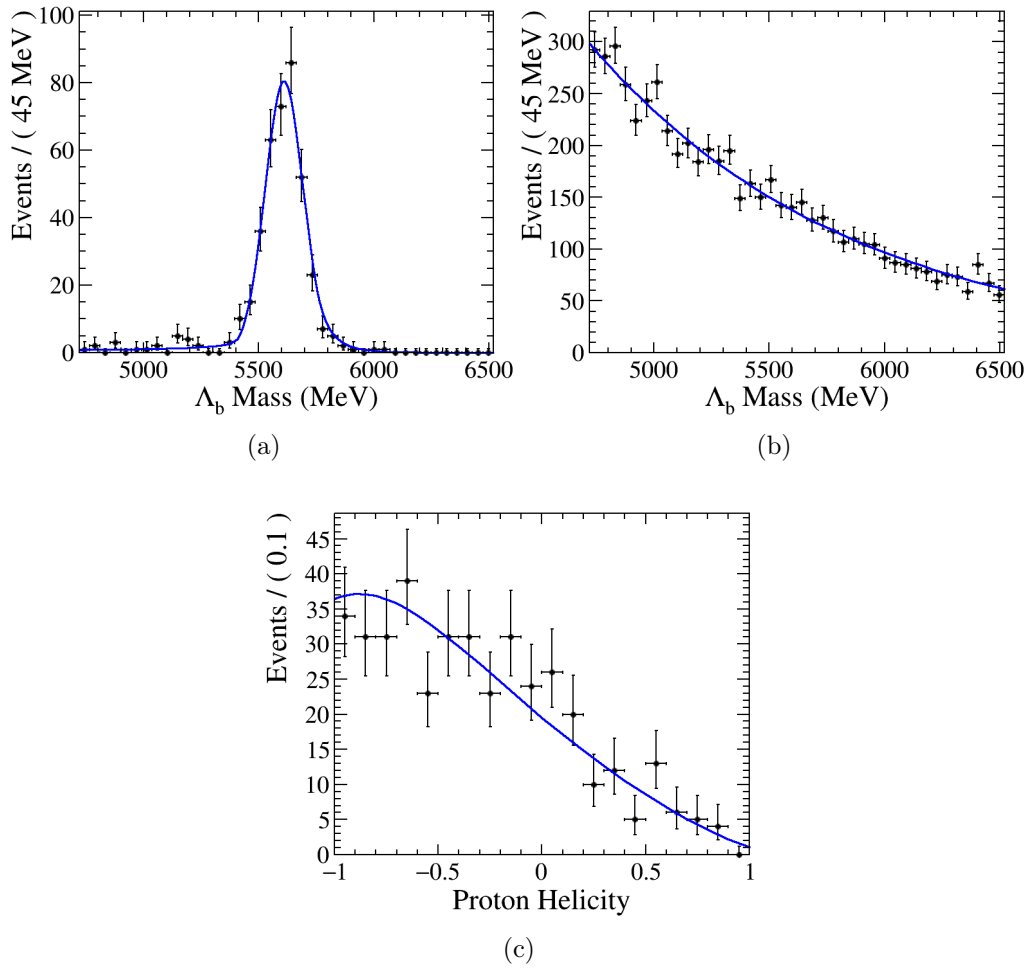 Events / ( 45 MeV )
100
80
60
40
20
0
5000 5500 6000 6500
Λb Mass (MeV)
(a)
Events / ( 45 MeV )
300
250
200
150
100
50
0
5000 5500 6000 6500
Λb Mass (MeV)
(b)
Events / ( 0.1 )
45
40
35
30
25
20
15
10
5
0
−1 −0.5 0 0.5 1
Proton Helicity
(c)